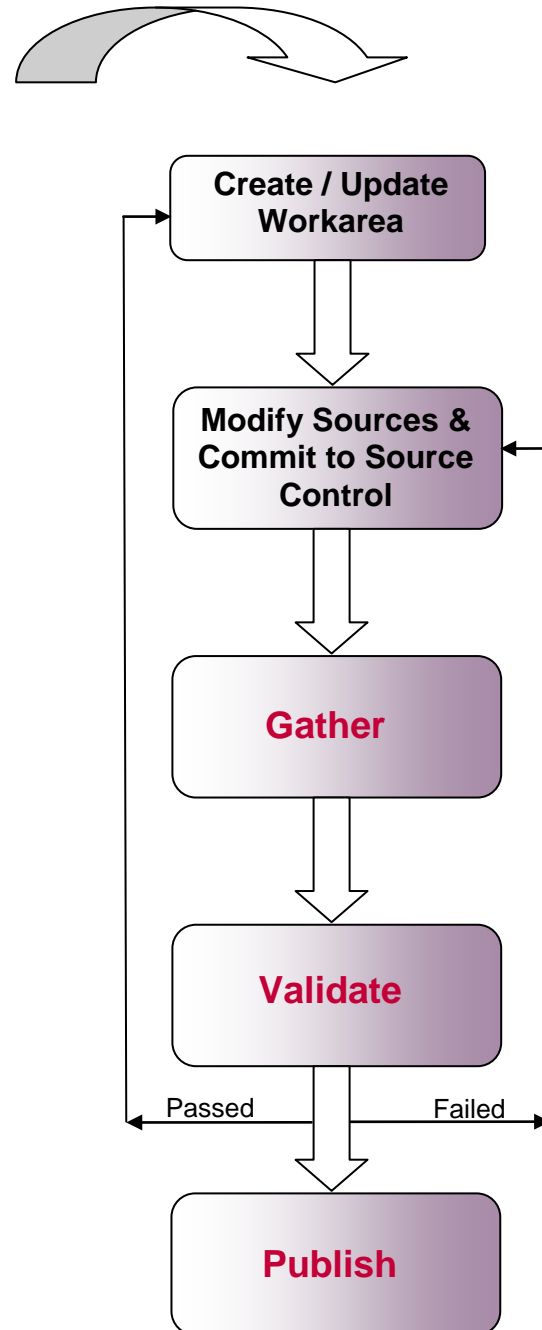 Create / Update
Workarea
Modify Sources &
Commit to Source
Control
Gather
Validate
Passed
Failed
Publish